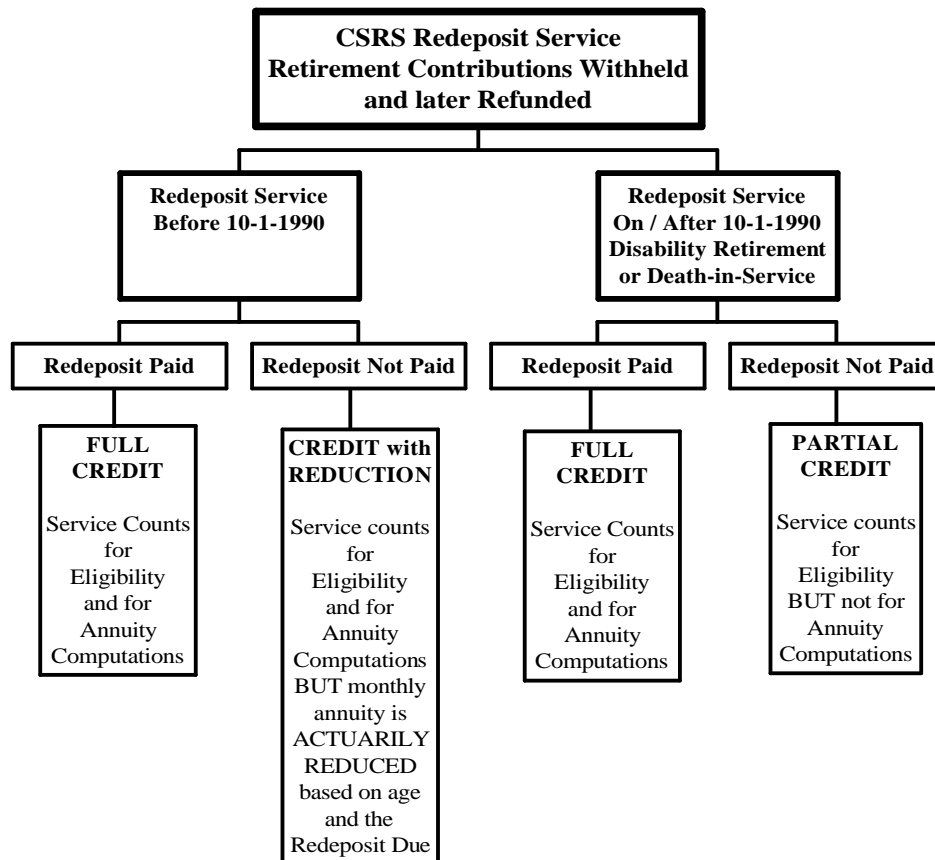 CSRS Redeposit Service
Retirement Contributions Withheld
and later Refunded
Redeposit Service
Before 10-1-1990
Redeposit Service
On / After 10-1-1990
Disability Retirement
or Death-in-Service
Redeposit Paid
Redeposit Not Paid
Redeposit Paid
Redeposit Not Paid
FULL
CREDIT
Service Counts
for
Eligibility
and for
Annuity
Computations
CREDIT with
REDUCTION
Service counts
for
Eligibility
and for
Annuity
Computations
BUT monthly
annuity is
ACTUARILY
REDUCED
based on age
and the
Redeposit Due
FULL
CREDIT
Service Counts
for
Eligibility
and for
Annuity
Computations
PARTIAL
CREDIT
Service counts
for
Eligibility
BUT not for
Annuity
Computations